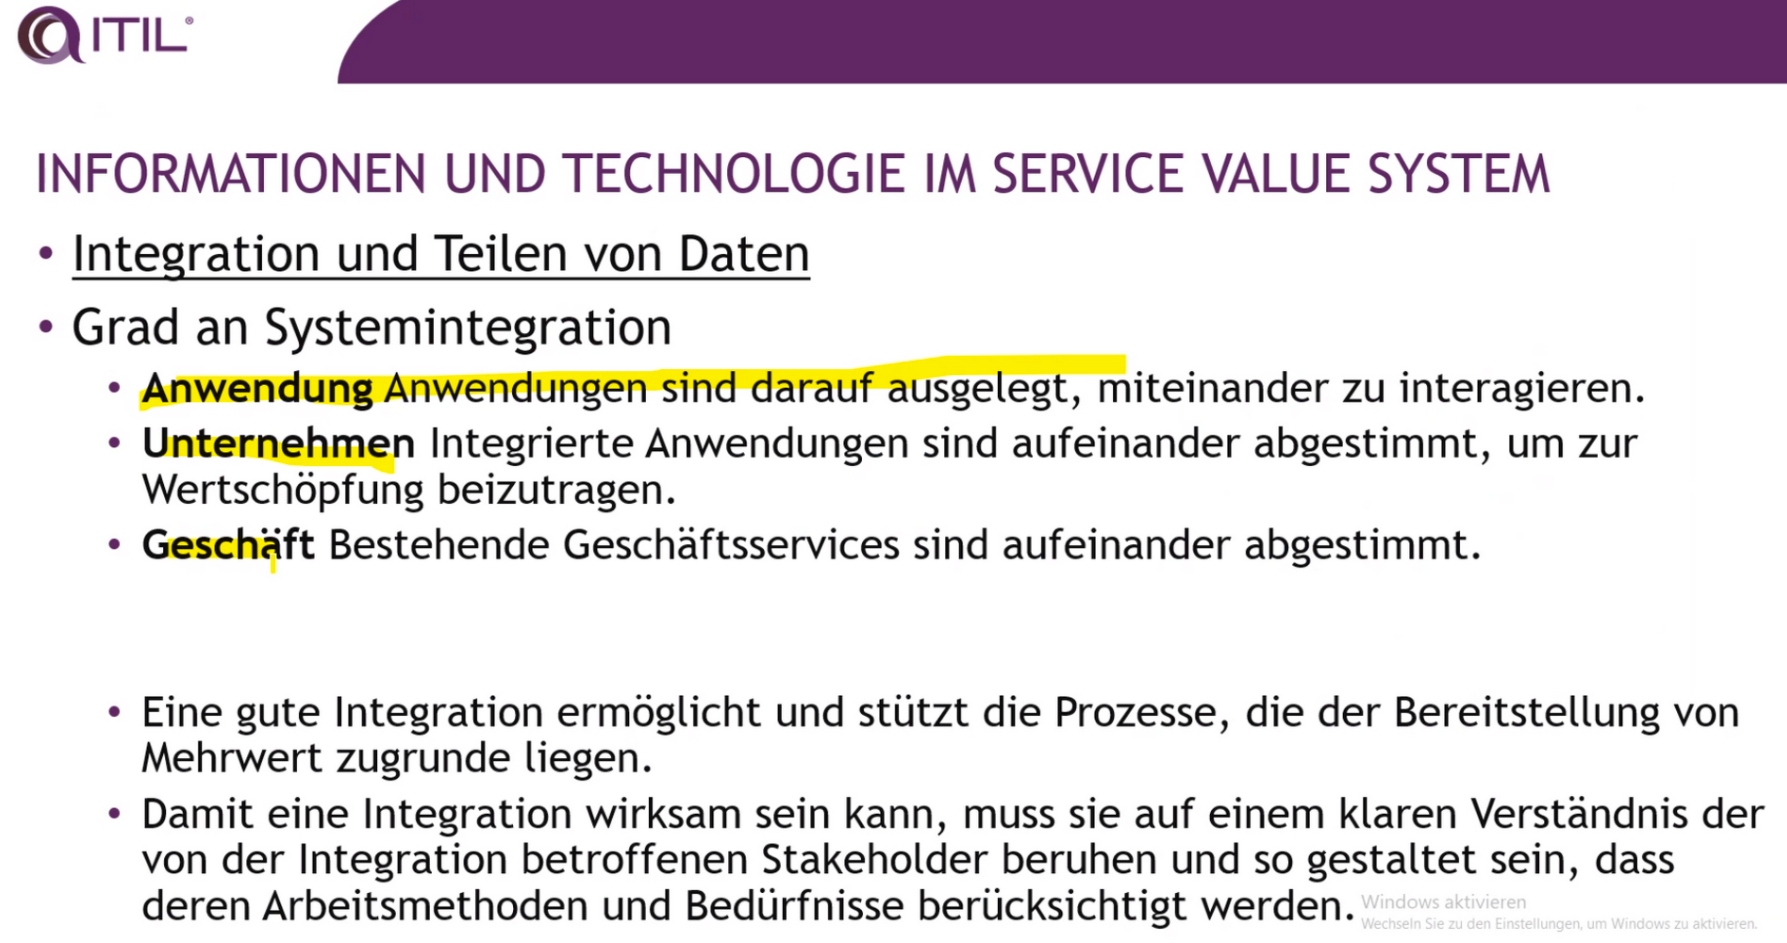 ITIL®
INFORMATIONEN UND TECHNOLOGIE IM SERVICE VALUE SYSTEM
• Integration und Teilen von Daten
• Grad an Systemintegration
• Anwendung Anwendungen sind darauf ausgelegt, miteinander zu interagieren.
• Unternehmen Integrierte Anwendungen sind aufeinander abgestimmt, um zur
Wertschöpfung beizutragen.
• Geschäft Bestehende Geschäftsservices sind aufeinander abgestimmt.
• Eine gute Integration ermöglicht und stützt die Prozesse, die der Bereitstellung von
Mehrwert zugrunde liegen.
• Damit eine Integration wirksam sein kann, muss sie auf einem klaren Verständnis der
von der Integration betroffenen Stakeholder beruhen und so gestaltet sein, dass
deren Arbeitsmethoden und Bedürfnisse berücksichtigt werden.
Windows aktivieren
Wechseln Sie zu den Einstellungen, um Windows zu aktivieren.